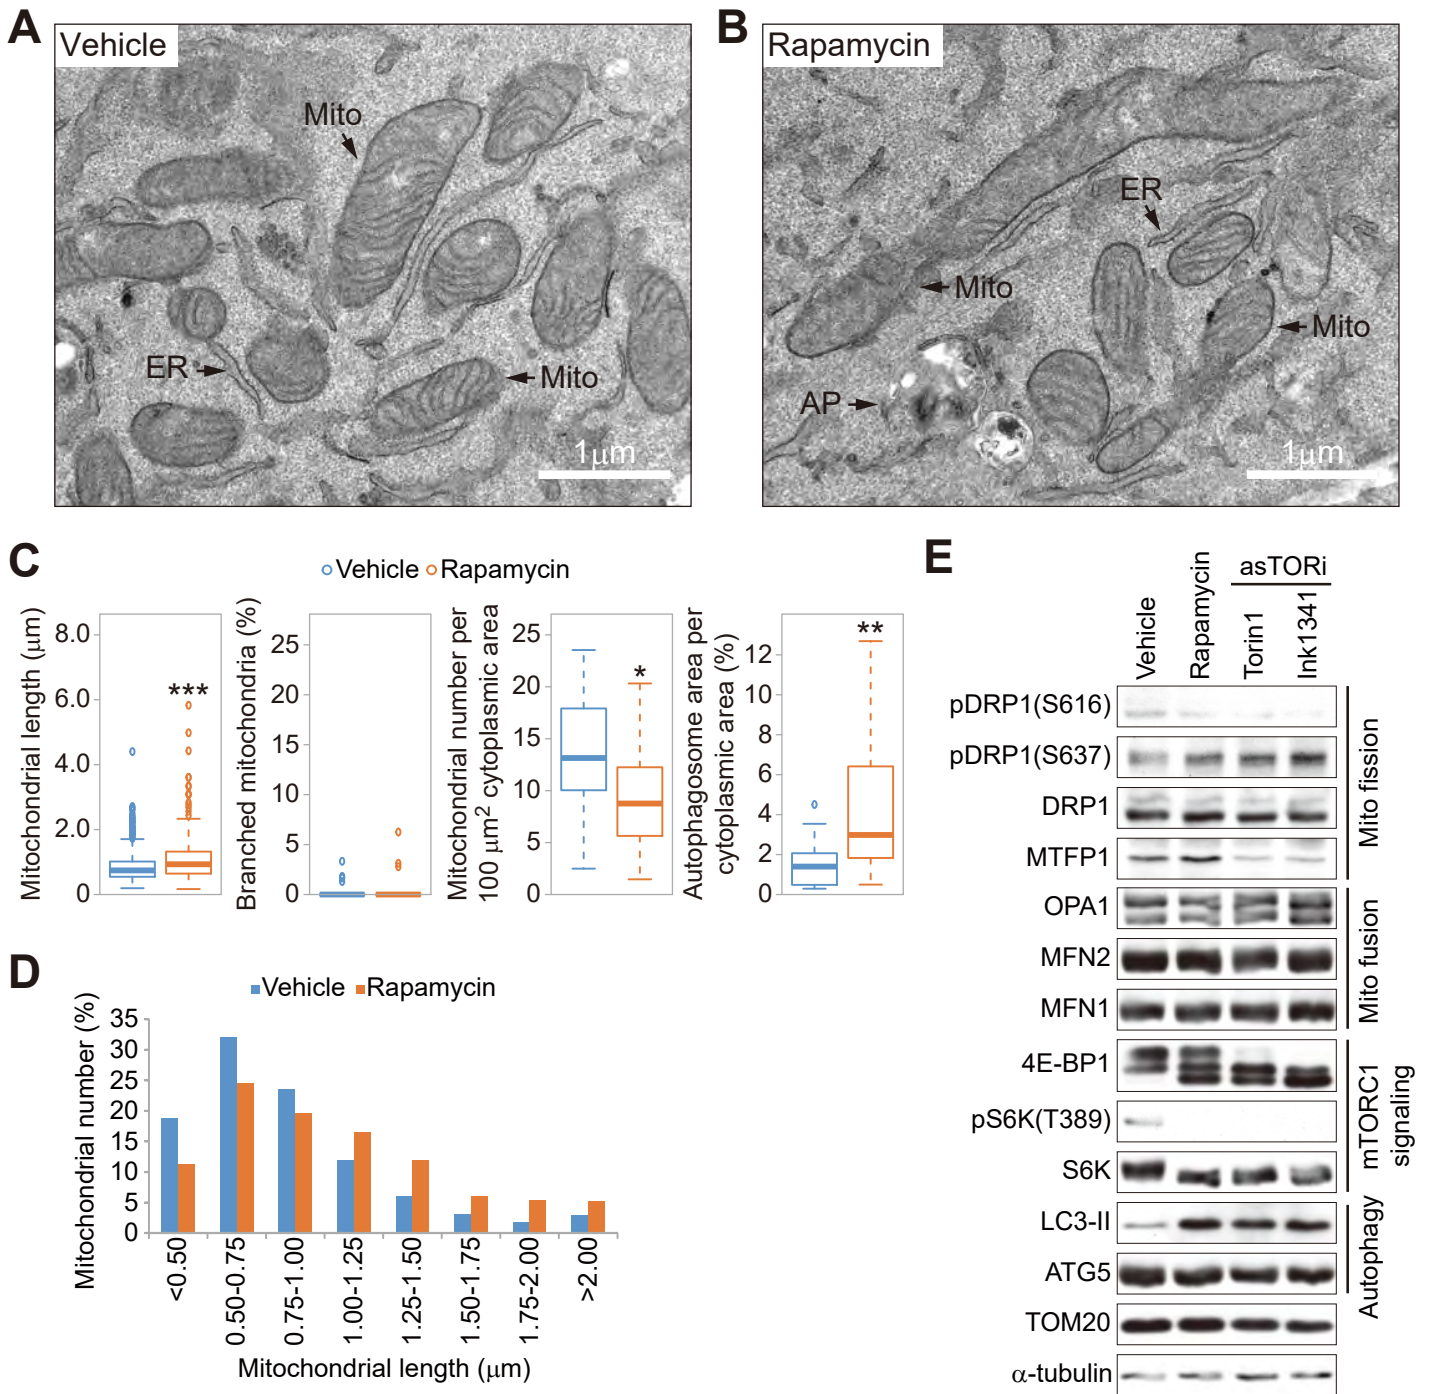 A
Vehicle
Mito
ER
Mito
1μm
B
Rapamycin
ER
Mito
Mito
AP
1μm
C
Vehicle Rapamycin
Mitochondrial length (μm)
8.0
6.0
4.0
2.0
0
***
Branched mitochondria (%)
25
20
15
10
5
0
Mitochondrial number per
100 μm² cytoplasmic area
25
20
15
10
5
0
*
Autophagosome area per
cytoplasmic area (%)
12
10
8
6
4
2
0
**
D
Vehicle Rapamycin
Mitochondrial number (%)
35
30
25
20
15
10
5
0
<0.50
0.50-0.75
0.75-1.00
1.00-1.25
1.25-1.50
1.50-1.75
1.75-2.00
>2.00
Mitochondrial length (μm)
E
asTORi
Vehicle
Rapamycin
Torin1
Ink1341
pDRP1(S616)
pDRP1(S637)
DRP1
MTFP1
Mito fission
OPA1
MFN2
MFN1
Mito fusion
4E-BP1
pS6K(T389)
S6K
mTORC1
signaling
LC3-II
ATG5
Autophagy
TOM20
α-tubulin